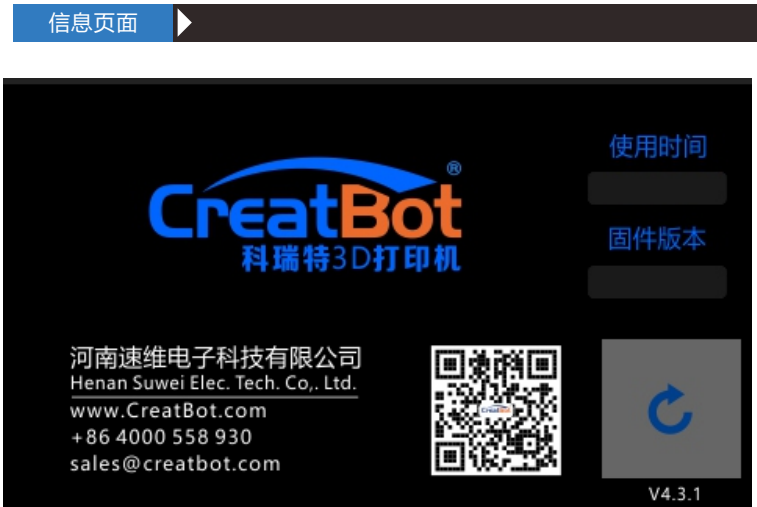 信息页面
使用时间
CreatBot®
固件版本
科瑞特3D打印机
河南速维电子科技有限公司
Henan Suwei Elec. Tech. Co,. Ltd.
www.CreatBot.com
+86 4000 558 930
sales@creatbot.com
CreatBot
V4.3.1